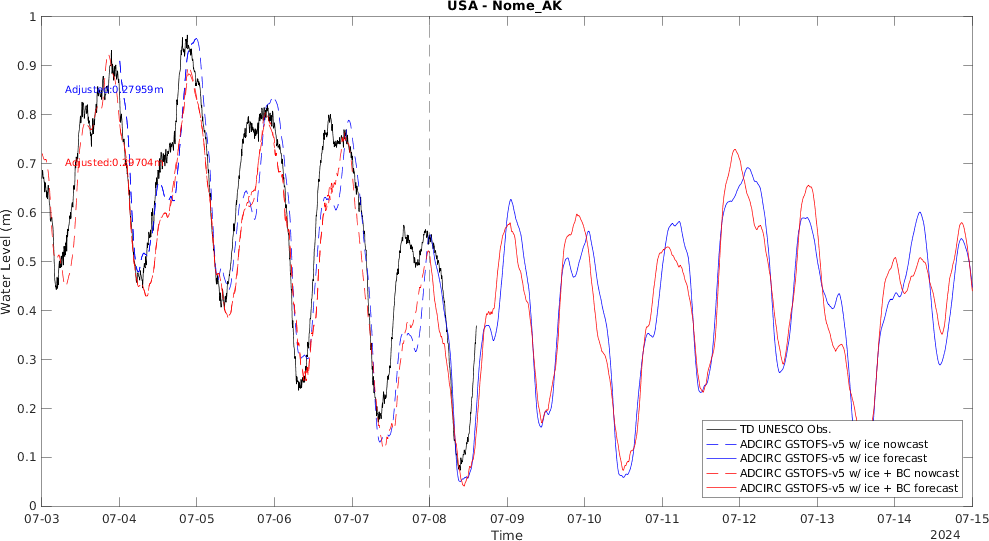 USA - Nome_AK
Water Level (m)
1
0.9
0.8
0.7
0.6
0.5
0.4
0.3
0.2
0.1
0
Adjusted:0.27959m
Adjusted:0.29704m
TD UNESCO Obs.
ADCIRC GSTOFS-v5 w/ ice nowcast
ADCIRC GSTOFS-v5 w/ ice forecast
ADCIRC GSTOFS-v5 w/ ice + BC nowcast
ADCIRC GSTOFS-v5 w/ ice + BC forecast
07-03 07-04 07-05 07-06 07-07 07-08 07-09 07-10 07-11 07-12 07-13 07-14 07-15
Time
2024